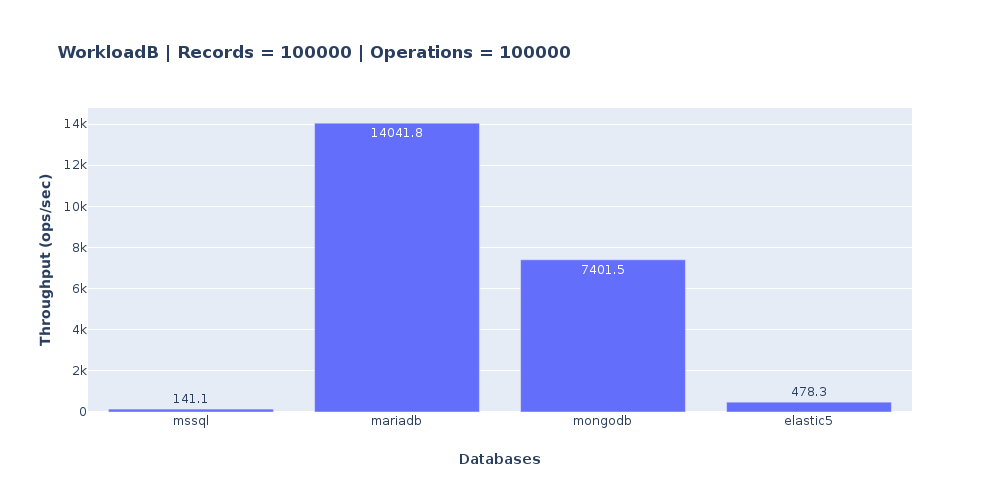 WorkloadB | Records = 100000 | Operations = 100000
Throughput (ops/sec)
14k
12k
10k
8k
6k
4k
2k
0
141.1
14041.8
7401.5
478.3
mssql
mariadb
mongodb
elastic5
Databases